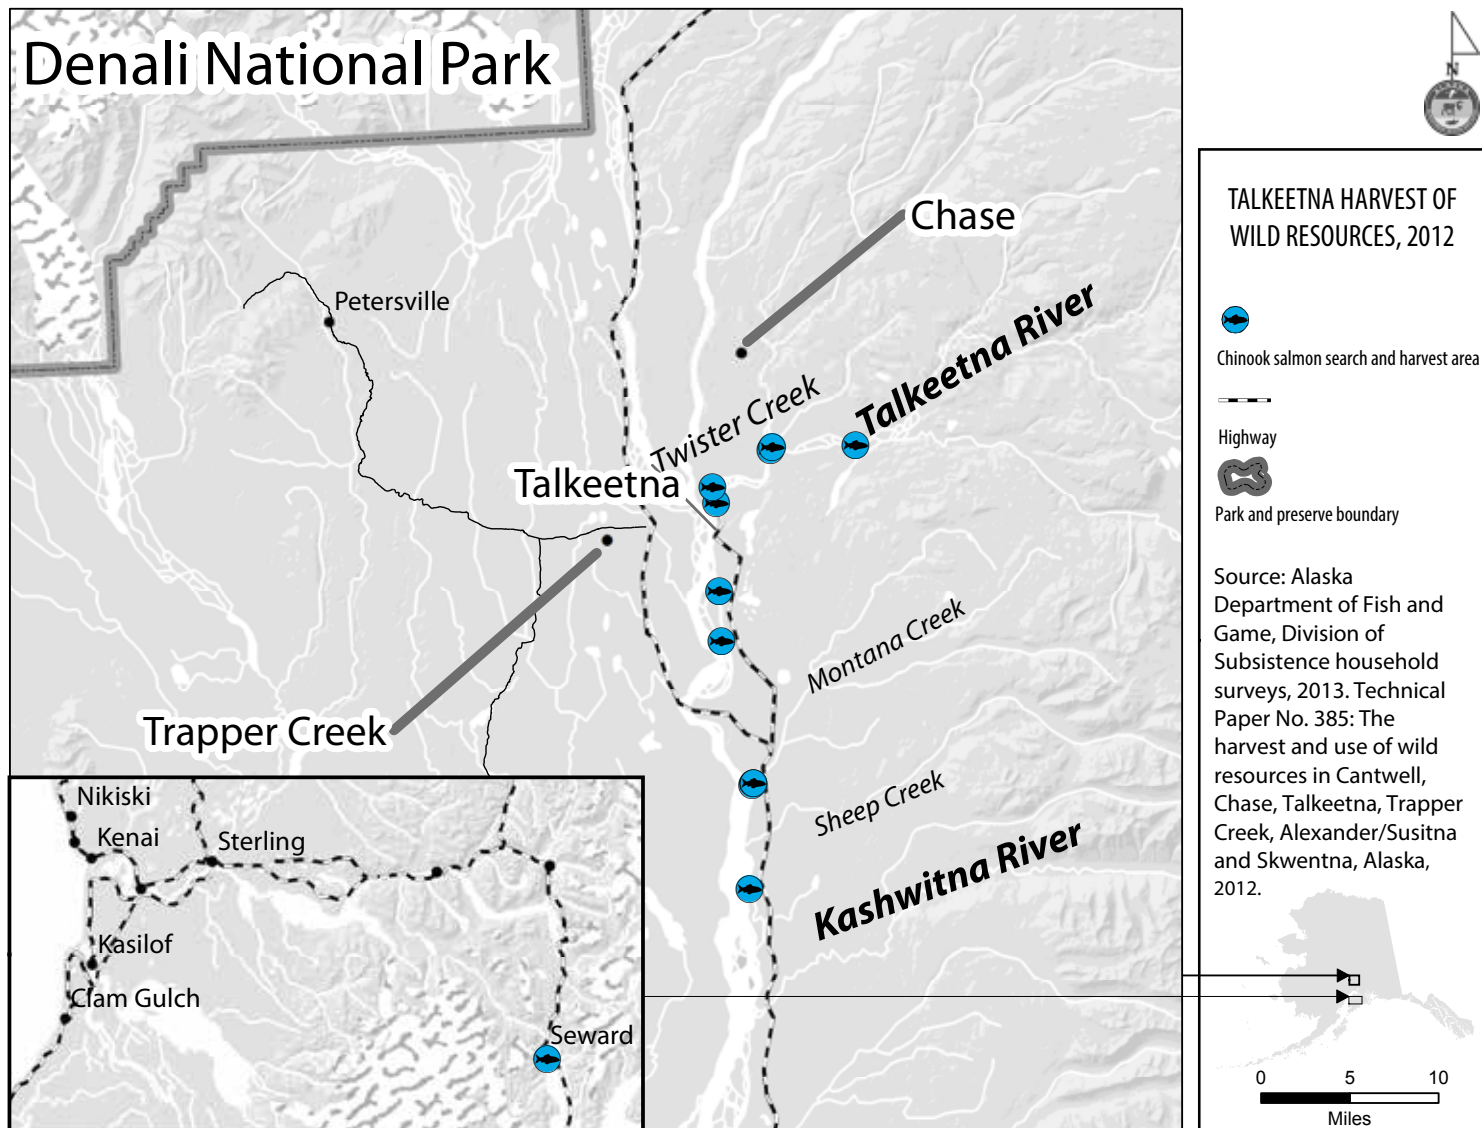 Denali National Park
Chase
Petersville
Talkeetna River
Twister Creek
Talkeetna
Montana Creek
Trapper Creek
Sheep Creek
Kashwitna River
Nikiski
Kenai
Sterling
Kasilof
Clam Gulch
Seward
N
TALKEETNA HARVEST OF
WILD RESOURCES, 2012
Chinook salmon search and harvest area
Highway
Park and preserve boundary
Source: Alaska
Department of Fish and
Game, Division of
Subsistence household
surveys, 2013. Technical
Paper No. 385: The
harvest and use of wild
resources in Cantwell,
Chase, Talkeetna, Trapper
Creek, Alexander/Susitna
and Skwentna, Alaska,
2012.
0 5 10
Miles